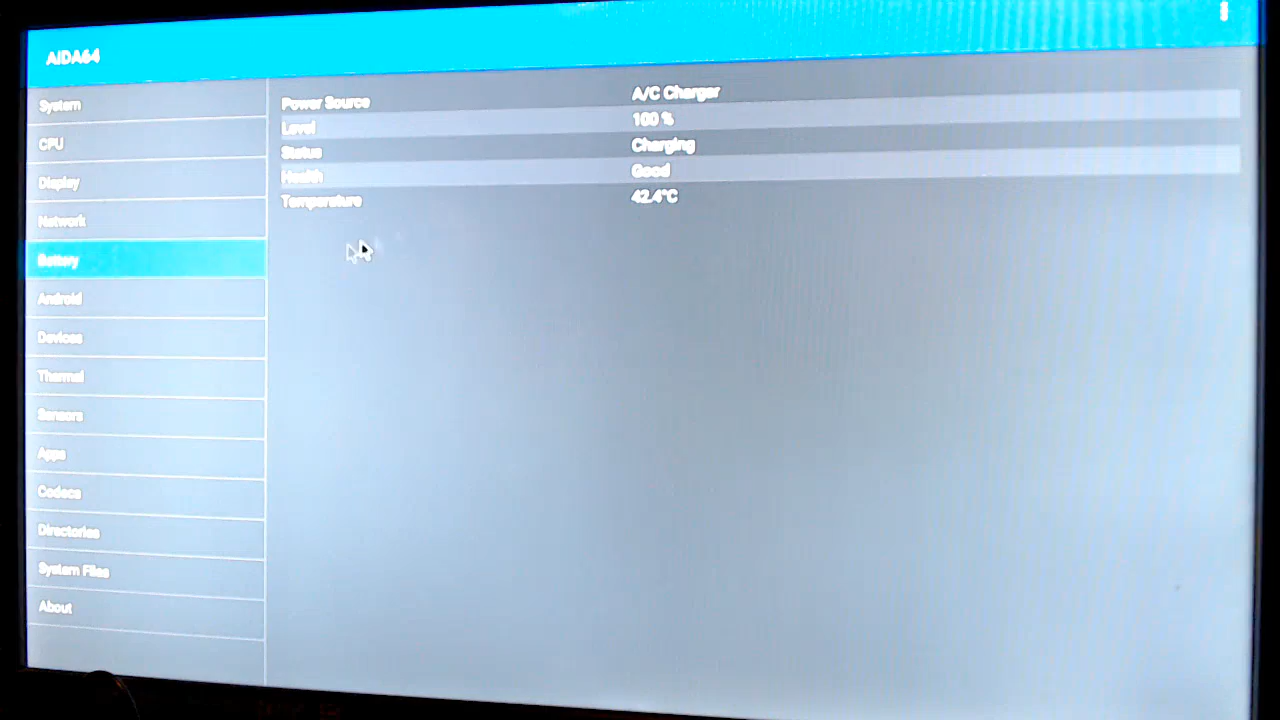 AIDA64
System
CPU
Display
Network
Battery
Android
Devices
Thermal
Sensors
Apps
Codecs
Directories
System Files
About
Power Source A/C Charger
Level 100 %
Status Charging
Health Good
Temperature 42.4°C